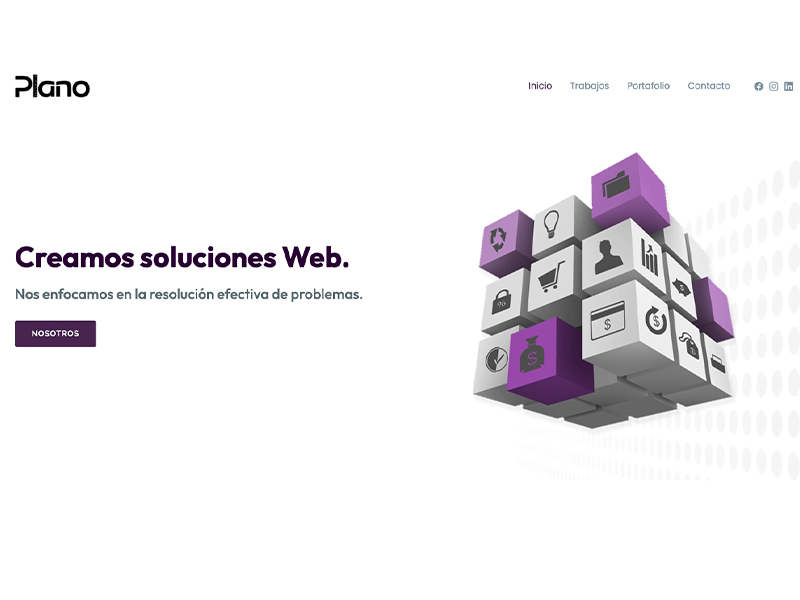 Plano
Inicio Trabajos Portafolio Contacto
Creamos soluciones Web.
Nos enfocamos en la resolución efectiva de problemas.
NOSOTROS
%
$
$
$
$